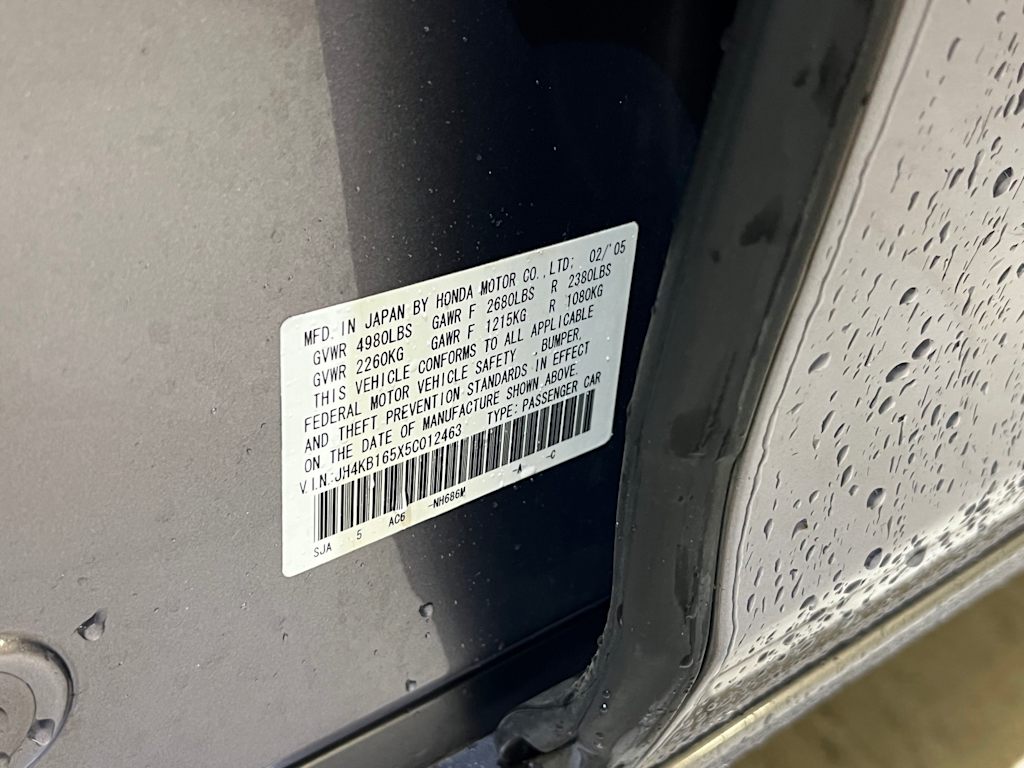 MFD. IN JAPAN BY HONDA MOTOR CO.,LTD; 02/'05
GVWR 4980LBS GAWR F 2680LBS R 2380LBS
GVWR 2260KG GAWR F 1215KG R 1080KG
THIS VEHICLE CONFORMS TO ALL APPLICABLE
FEDERAL MOTOR VEHICLE SAFETY , BUMPER,
AND THEFT PREVENTION STANDARDS IN EFFECT
ON THE DATE OF MANUFACTURE SHOWN ABOVE.
V.I.N.:JH4KB165X5C012463 TYPE: PASSENGER CAR
SJA 5 AC6 -NH686M -A -C